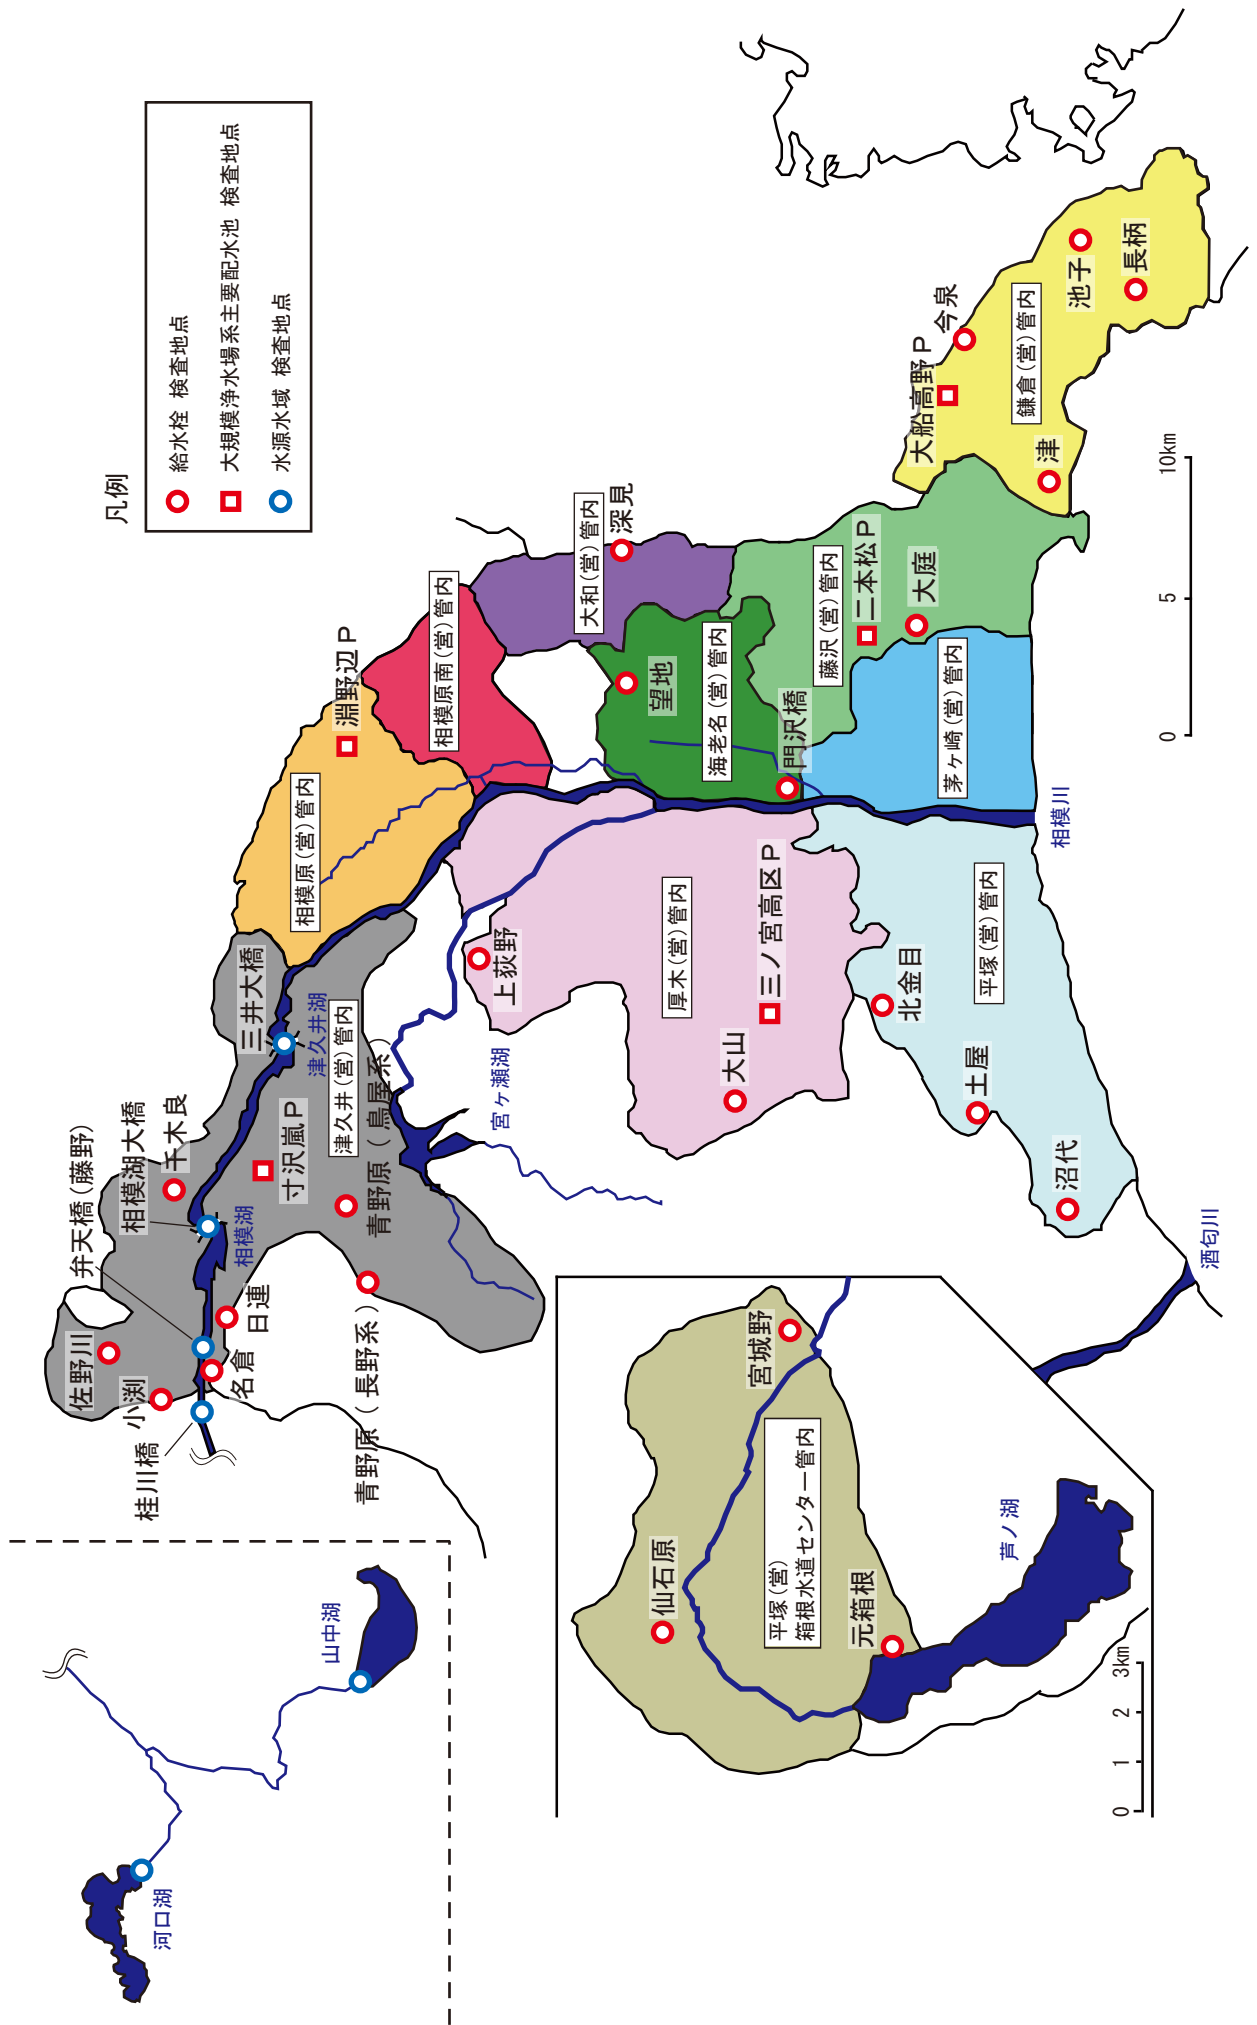 凡例
給水栓 検査地点
大規模浄水場系主要配水池 検査地点
水源水域 検査地点
河口湖
山中湖
桂川橋
小渕
佐野川
名倉
日連
弁天橋(藤野)
相模湖大橋
千木良
相模湖
三井大橋
津久井湖
寸沢嵐P
津久井(営)管内
青野原(鳥屋系)
青野原(長野系)
宮ヶ瀬湖
相模原(営)管内
淵野辺P
相模原南(営)管内
大和(営)管内
深見
望地
海老名(営)管内
門沢橋
藤沢(営)管内
二本松P
大庭
茅ヶ崎(営)管内
相模川
大船高野P
今泉
鎌倉(営)管内
池子
長柄
津
上荻野
厚木(営)管内
三ノ宮高区P
大山
北金目
平塚(営)管内
土屋
沼代
酒匂川
0 5 10km
宮城野
仙石原
平塚(営)
箱根水道センター管内
元箱根
芦ノ湖
0 1 2 3km